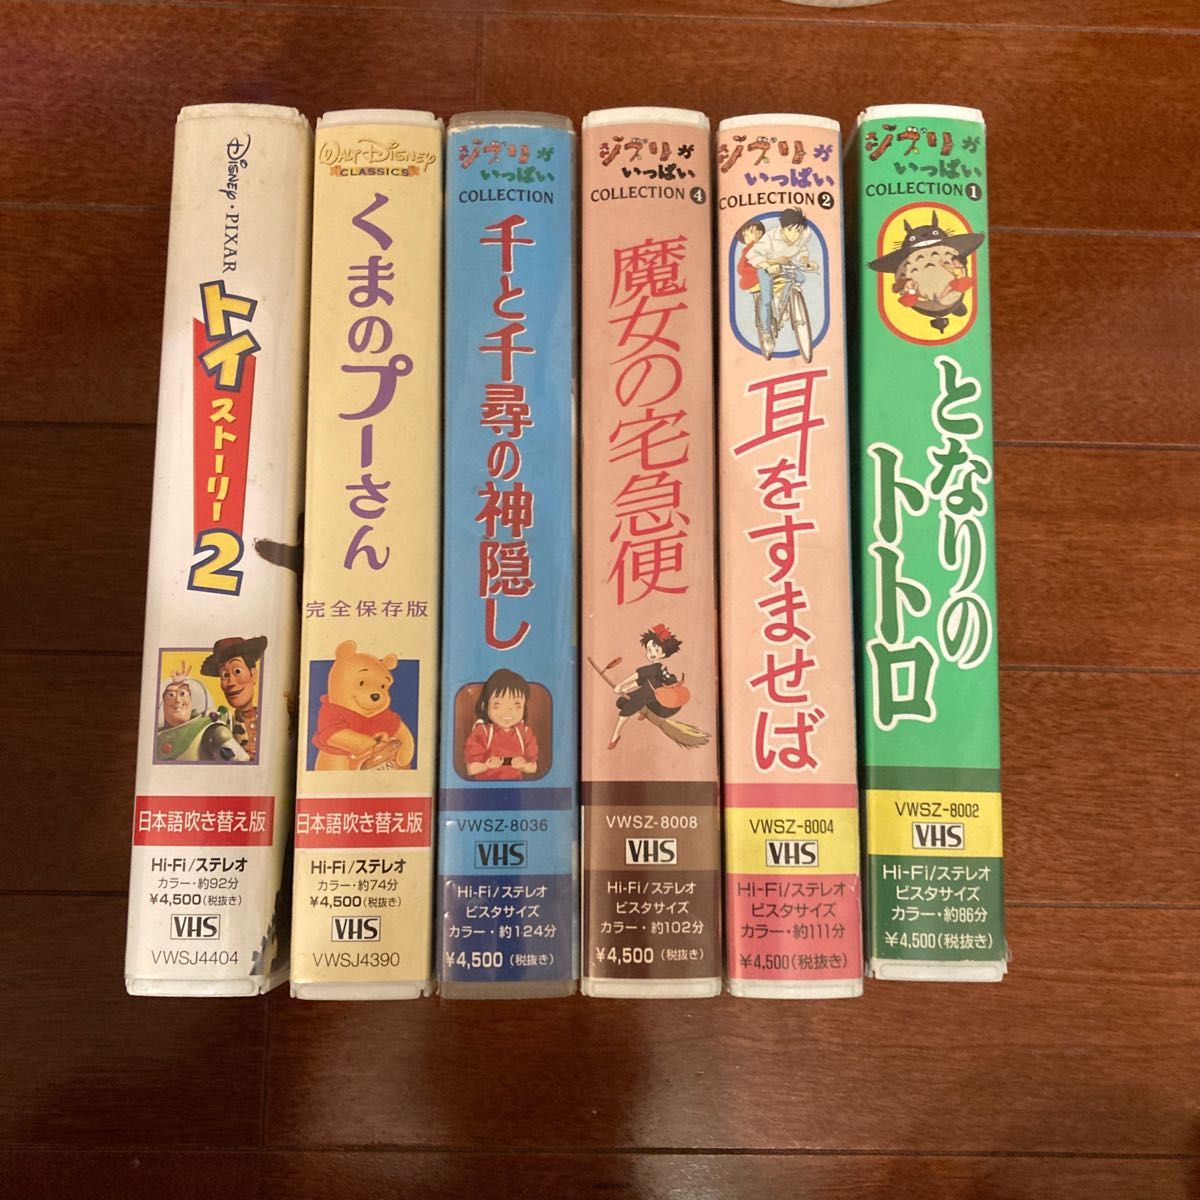 DISNEY・PIXAR
トイ
ストーリー
2
日本語吹き替え版
Hi-Fi/ステレオ
カラー・約92分
¥4,500(税抜き)
VHS
VWSJ4404
WALT DISNEY
CLASSICS
くまのプーさん
完全保存版
日本語吹き替え版
Hi-Fi/ステレオ
カラー・約74分
¥4,500(税抜き)
VHS
VWSJ4390
ジブリが
いっぱい
COLLECTION
千と千尋の神隠し
VWSZ-8036
VHS
Hi-Fi/ステレオ
ビスタサイズ
カラー・約124分
¥4,500(税抜き)
ジブリが
いっぱい
COLLECTION 4
魔女の宅急便
VWSZ-8008
VHS
Hi-Fi/ステレオ
ビスタサイズ
カラー・約102分
¥4,500(税抜き)
ジブリが
いっぱい
COLLECTION 2
耳をすませば
VWSZ-8004
VHS
Hi-Fi/ステレオ
ビスタサイズ
カラー・約111分
¥4,500(税抜き)
ジブリが
いっぱい
COLLECTION 1
となりの
トトロ
VWSZ-8002
VHS
Hi-Fi/ステレオ
ビスタサイズ
カラー・約86分
¥4,500(税抜き)